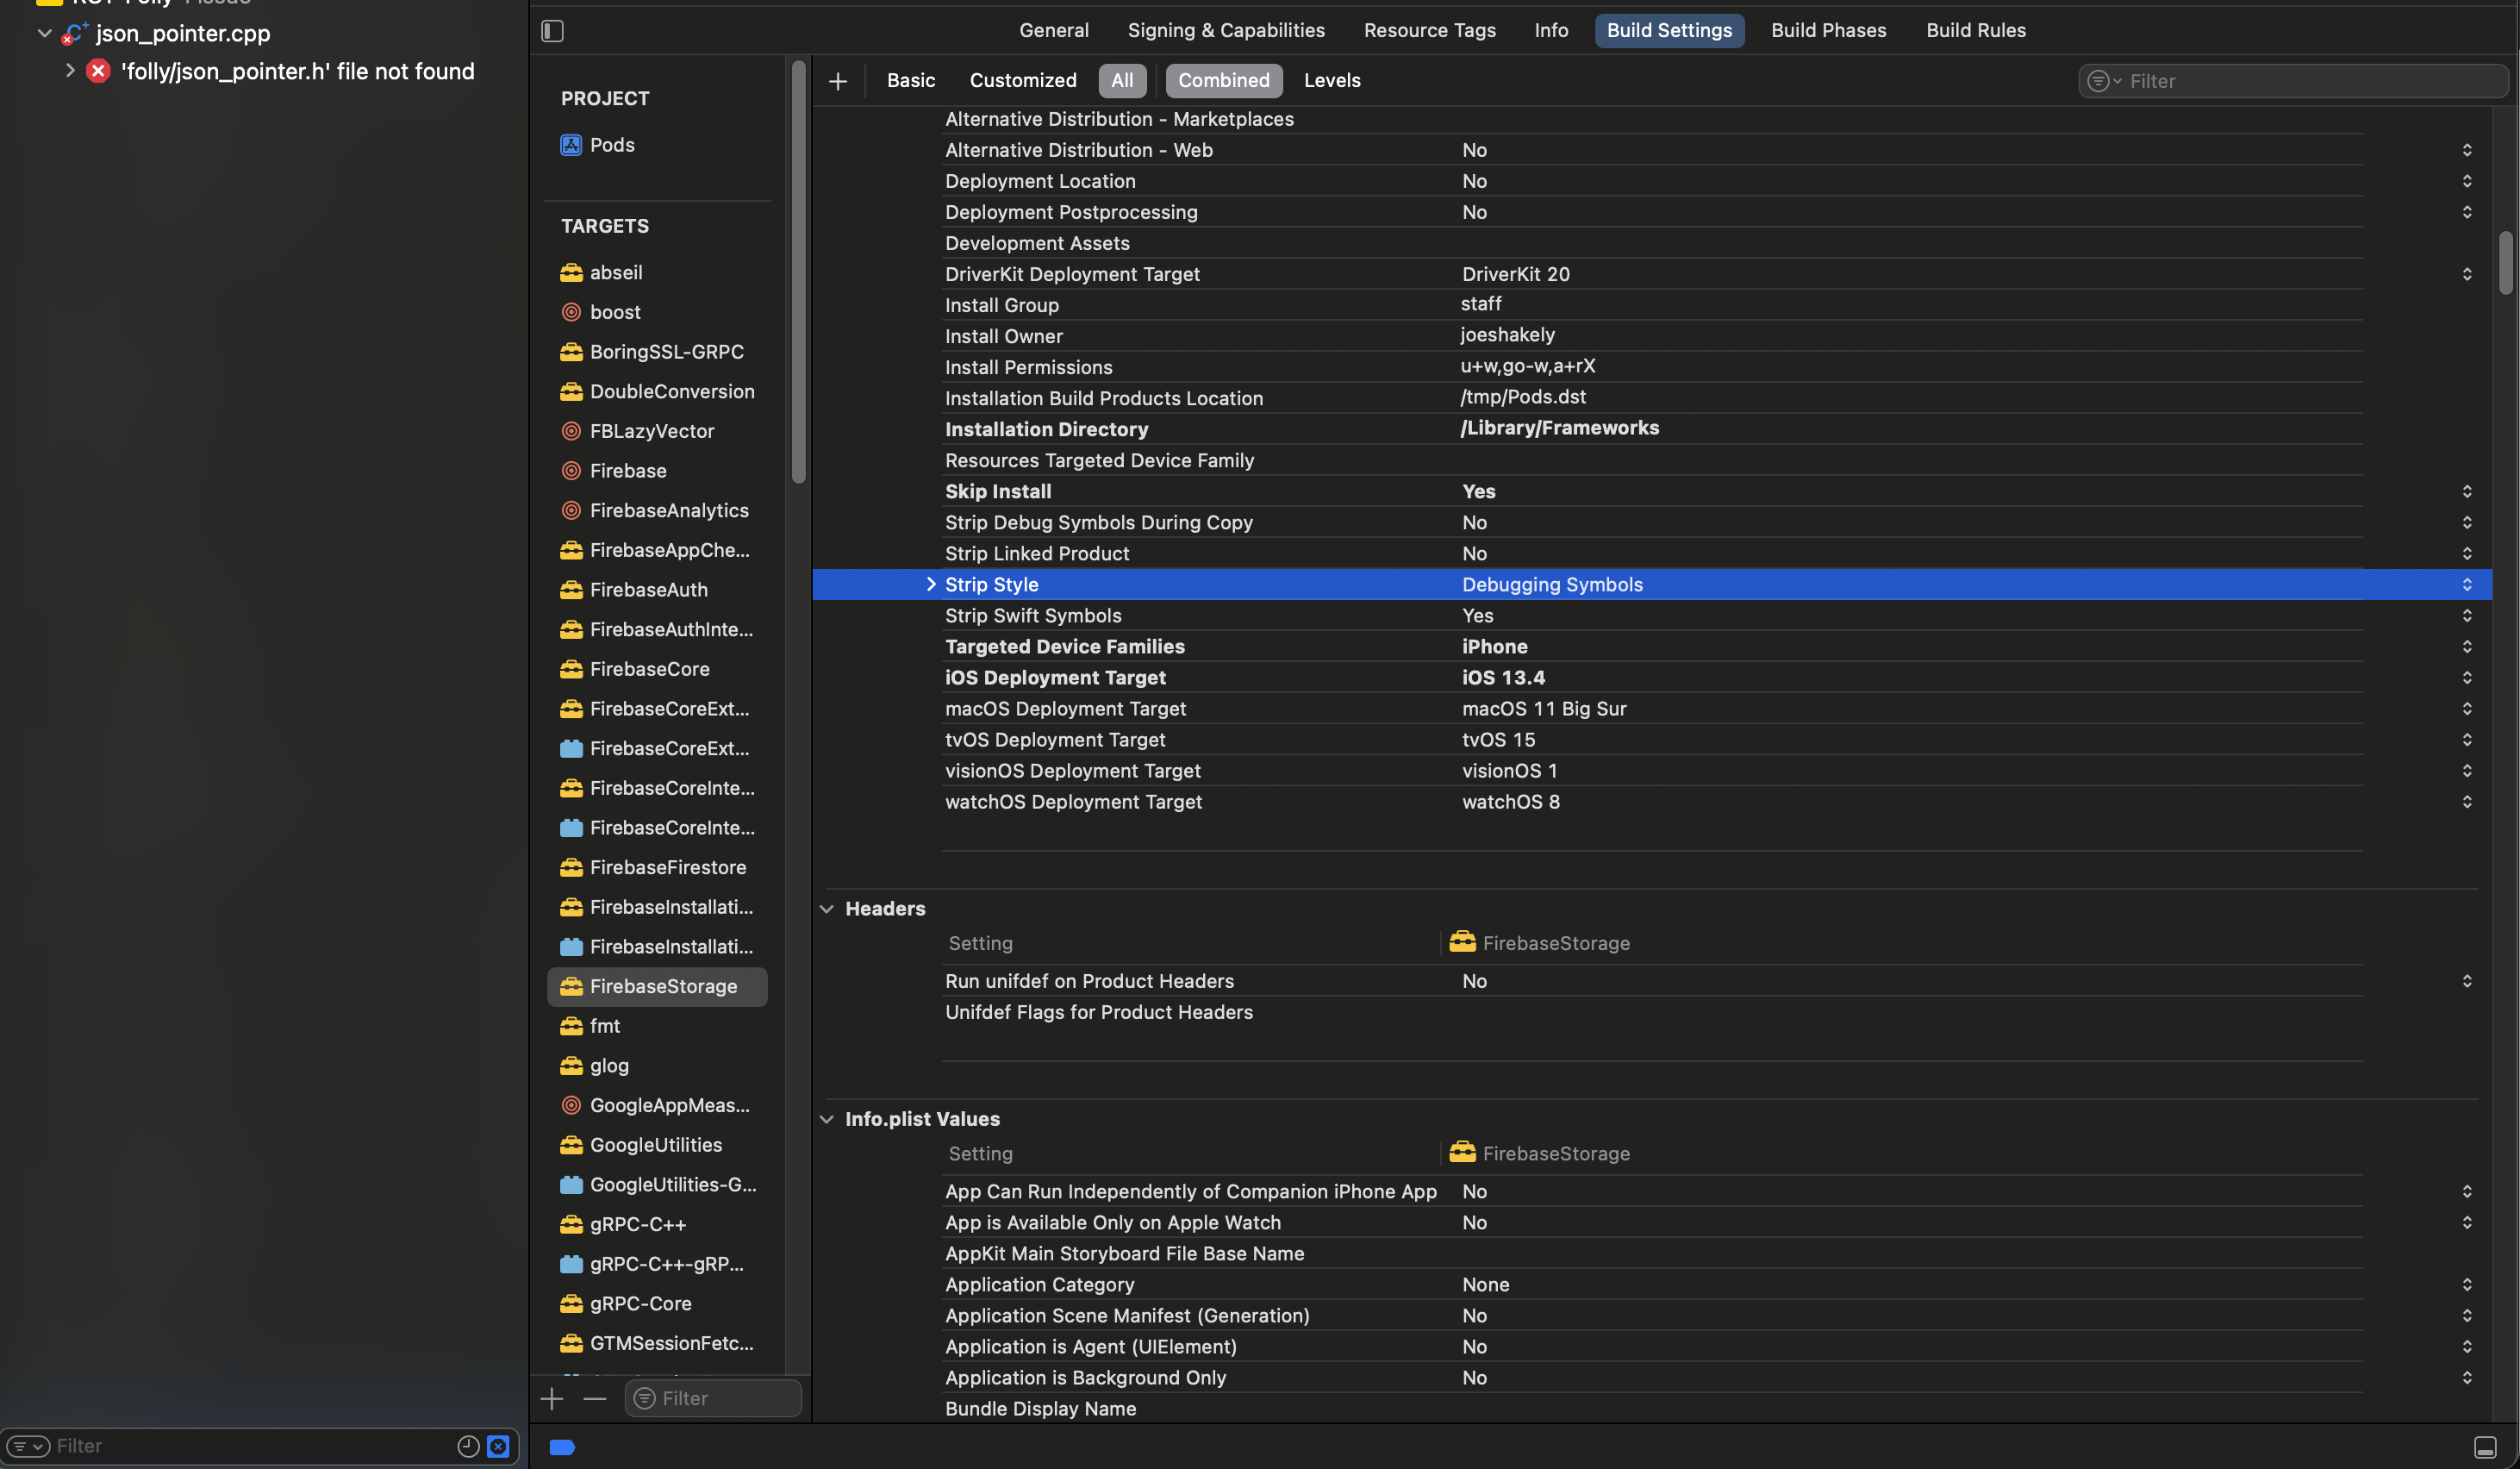 json_pointer.cpp
'folly/json_pointer.h' file not found
Filter
General
Signing & Capabilities
Resource Tags
Info
Build Settings
Build Phases
Build Rules
PROJECT
Pods
TARGETS
abseil
boost
BoringSSL-GRPC
DoubleConversion
FBLazyVector
Firebase
FirebaseAnalytics
FirebaseAppChe...
FirebaseAuth
FirebaseAuthInte...
FirebaseCore
FirebaseCoreExt...
FirebaseCoreExt...
FirebaseCoreInte...
FirebaseCoreInte...
FirebaseFirestore
FirebaseInstallati...
FirebaseInstallati...
FirebaseStorage
fmt
glog
GoogleAppMeas...
GoogleUtilities
GoogleUtilities-G...
gRPC-C++
gRPC-C++-gRP...
gRPC-Core
GTMSessionFetc...
Filter
Basic
Customized
All
Combined
Levels
Filter
Alternative Distribution - Marketplaces
Alternative Distribution - Web No
Deployment Location No
Deployment Postprocessing No
Development Assets
DriverKit Deployment Target DriverKit 20
Install Group staff
Install Owner joeshakely
Install Permissions u+w,go-w,a+rX
Installation Build Products Location /tmp/Pods.dst
Installation Directory /Library/Frameworks
Resources Targeted Device Family
Skip Install Yes
Strip Debug Symbols During Copy No
Strip Linked Product No
Strip Style Debugging Symbols
Strip Swift Symbols Yes
Targeted Device Families iPhone
iOS Deployment Target iOS 13.4
macOS Deployment Target macOS 11 Big Sur
tvOS Deployment Target tvOS 15
visionOS Deployment Target visionOS 1
watchOS Deployment Target watchOS 8
Headers
Setting FirebaseStorage
Run unifdef on Product Headers No
Unifdef Flags for Product Headers
Info.plist Values
Setting FirebaseStorage
App Can Run Independently of Companion iPhone App No
App is Available Only on Apple Watch No
AppKit Main Storyboard File Base Name
Application Category None
Application Scene Manifest (Generation) No
Application is Agent (UIElement) No
Application is Background Only No
Bundle Display Name